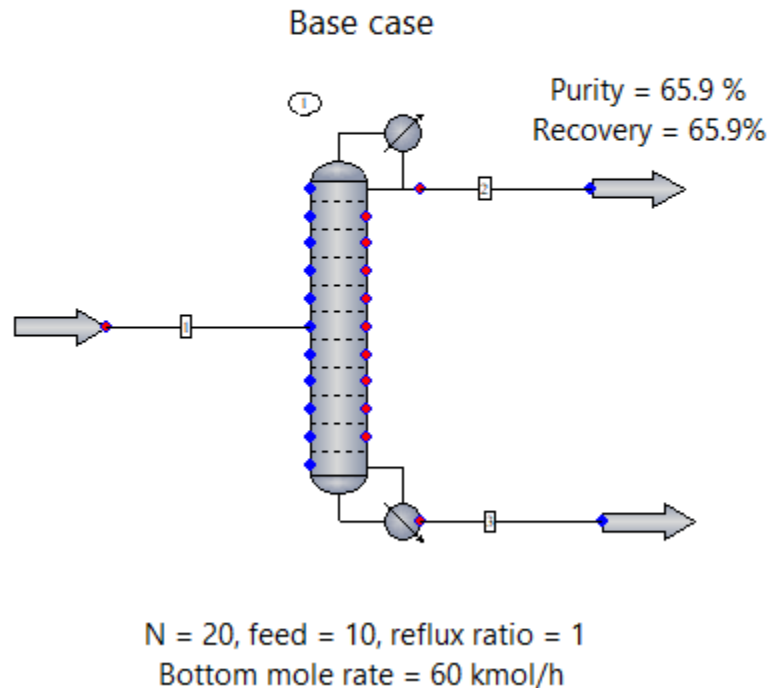 Base case
1
Purity = 65.9 %
Recovery = 65.9%
2
1
3
N = 20, feed = 10, reflux ratio = 1
Bottom mole rate = 60 kmol/h